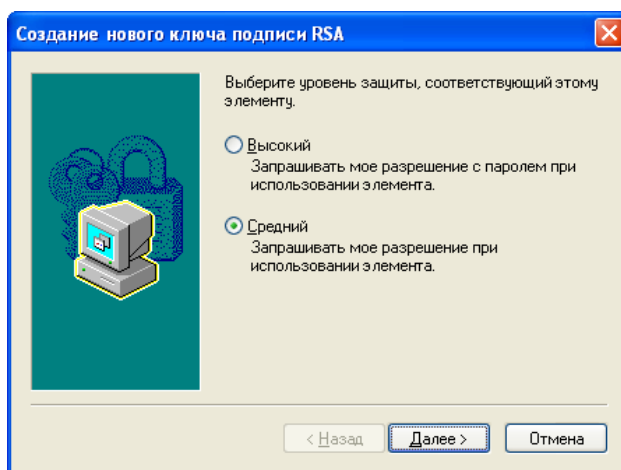 Создание нового ключа подписи RSA
Выберите уровень защиты, соответствующий этому
элементу.
Высокий
Запрашивать мое разрешение с паролем при
использовании элемента.
Средний
Запрашивать мое разрешение при
использовании элемента.
< Назад Далее > Отмена